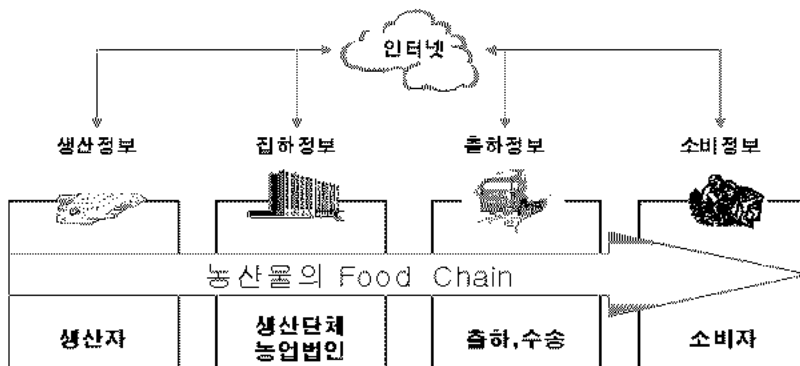 인터넷
생산정보
집하정보
출하정보
소비정보
농산물의 Food Chain
생산자
생산단체
농업법인
출하,수송
소비자